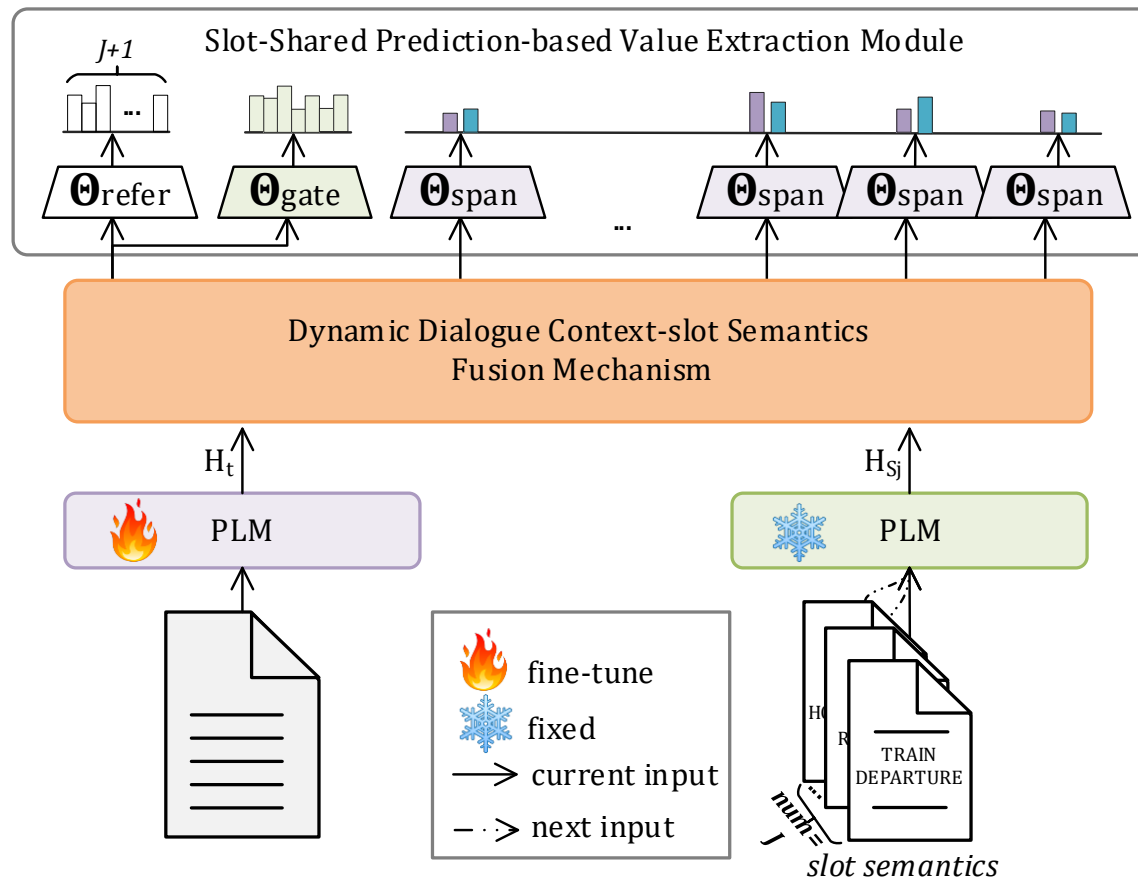 Slot-Shared Prediction-based Value Extraction Module
J+1
...
Θrefer
Θgate
Θspan
...
Θspan
Θspan
Θspan
Dynamic Dialogue Context-slot Semantics
Fusion Mechanism
Ht
HSj
PLM
PLM
fine-tune
fixed
current input
next input
HO
R
TRAIN
DEPARTURE
...
num=
J
slot semantics